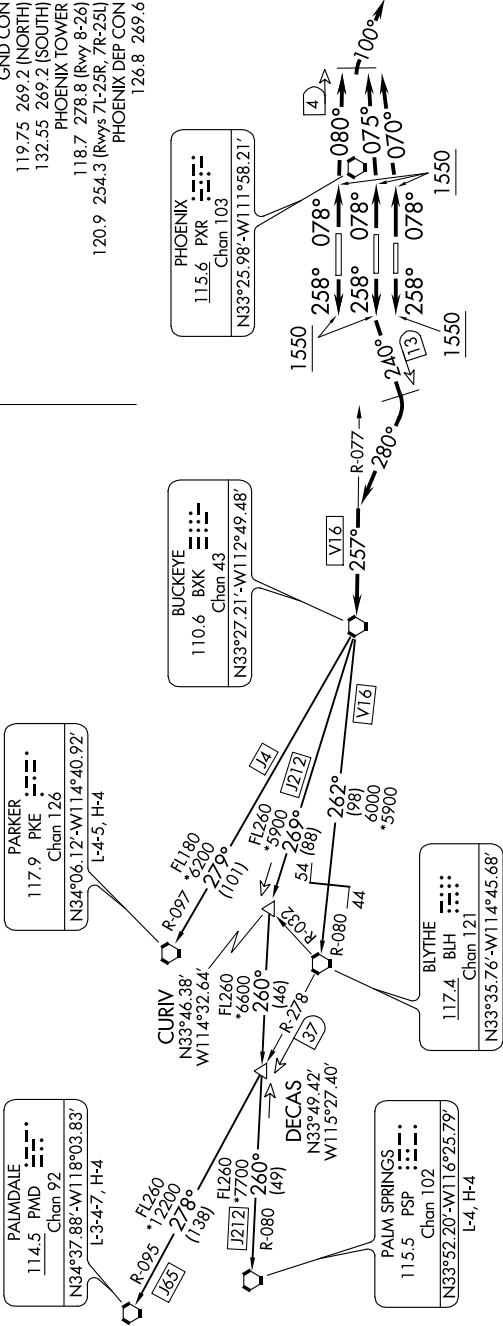 GND CON
119.75 269.2 (NORTH)
132.55 269.2 (SOUTH)
PHOENIX TOWER
118.7 278.8 (Rwy 8-26)
120.9 254.3 (Rwys 7L-25R, 7R-25L)
PHOENIX DEP CON
126.8 269.6
PALMDALE
114.5 PMD
Chan 92
N34°37.88'-W118°03.83'
L-3-4-7, H-4
PARKER
117.9 PKE
Chan 126
N34°06.12'-W114°40.92'
L-4-5, H-4
BUCKEYE
110.6 BXK
Chan 43
N33°27.21'-W112°49.48'
PHOENIX
115.6 PXR
Chan 103
N33°25.98'-W111°58.21'
R-095
FL260
*12200
278°
(138)
J65
FL260
*7700
J212
260°
(49)
R-080
DECAS
N33°49.42'
W115°27.40'
37
R-278
CURIV
N33°46.38'
W114°32.64'
FL260
*6600
260°
(46)
R-032
R-097
FL180
*6200
279°
(101)
J4
FL260
*5900
269°
(88)
J212
54
44
R-080
262°
(98)
6000
*5900
V16
V16
257°
R-077
280°
13
240°
1550
258°
258°
258°
1550
078°
078°
078°
1550
080°
075°
070°
4
100°
PALM SPRINGS
115.5 PSP
Chan 102
N33°52.20'-W116°25.79'
L-4, H-4
BLYTHE
117.4 BLH
Chan 121
N33°35.76'-W114°45.68'